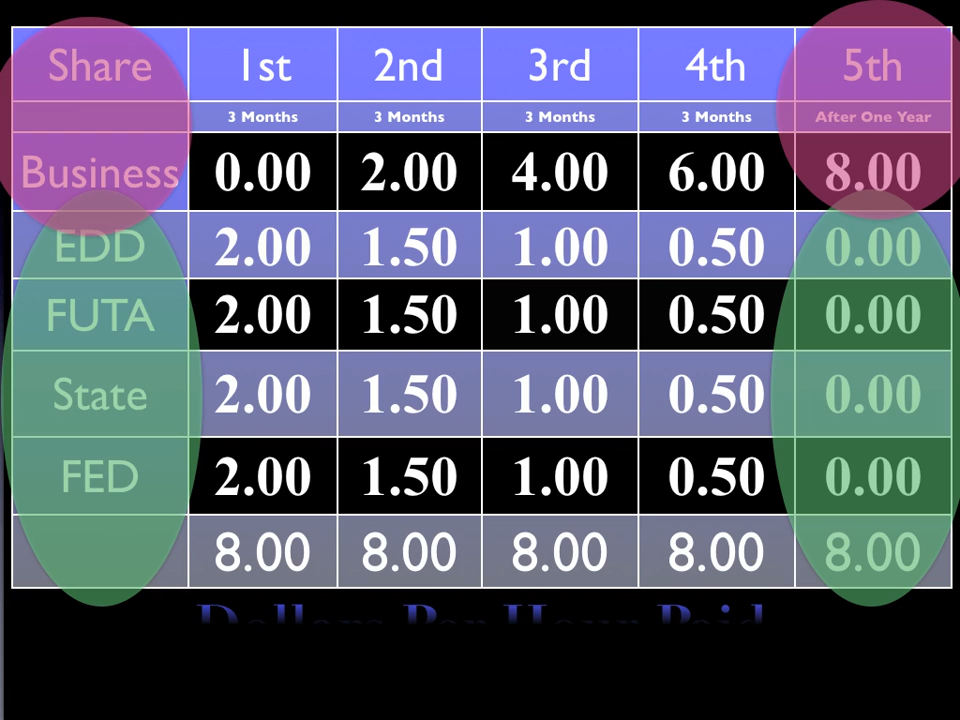 Share 1st 2nd 3rd 4th 5th
3 Months 3 Months 3 Months 3 Months After One Year
Business 0.00 2.00 4.00 6.00 8.00
EDD 2.00 1.50 1.00 0.50 0.00
FUTA 2.00 1.50 1.00 0.50 0.00
State 2.00 1.50 1.00 0.50 0.00
FED 2.00 1.50 1.00 0.50 0.00
8.00 8.00 8.00 8.00 8.00
Dollars Per Hour Paid